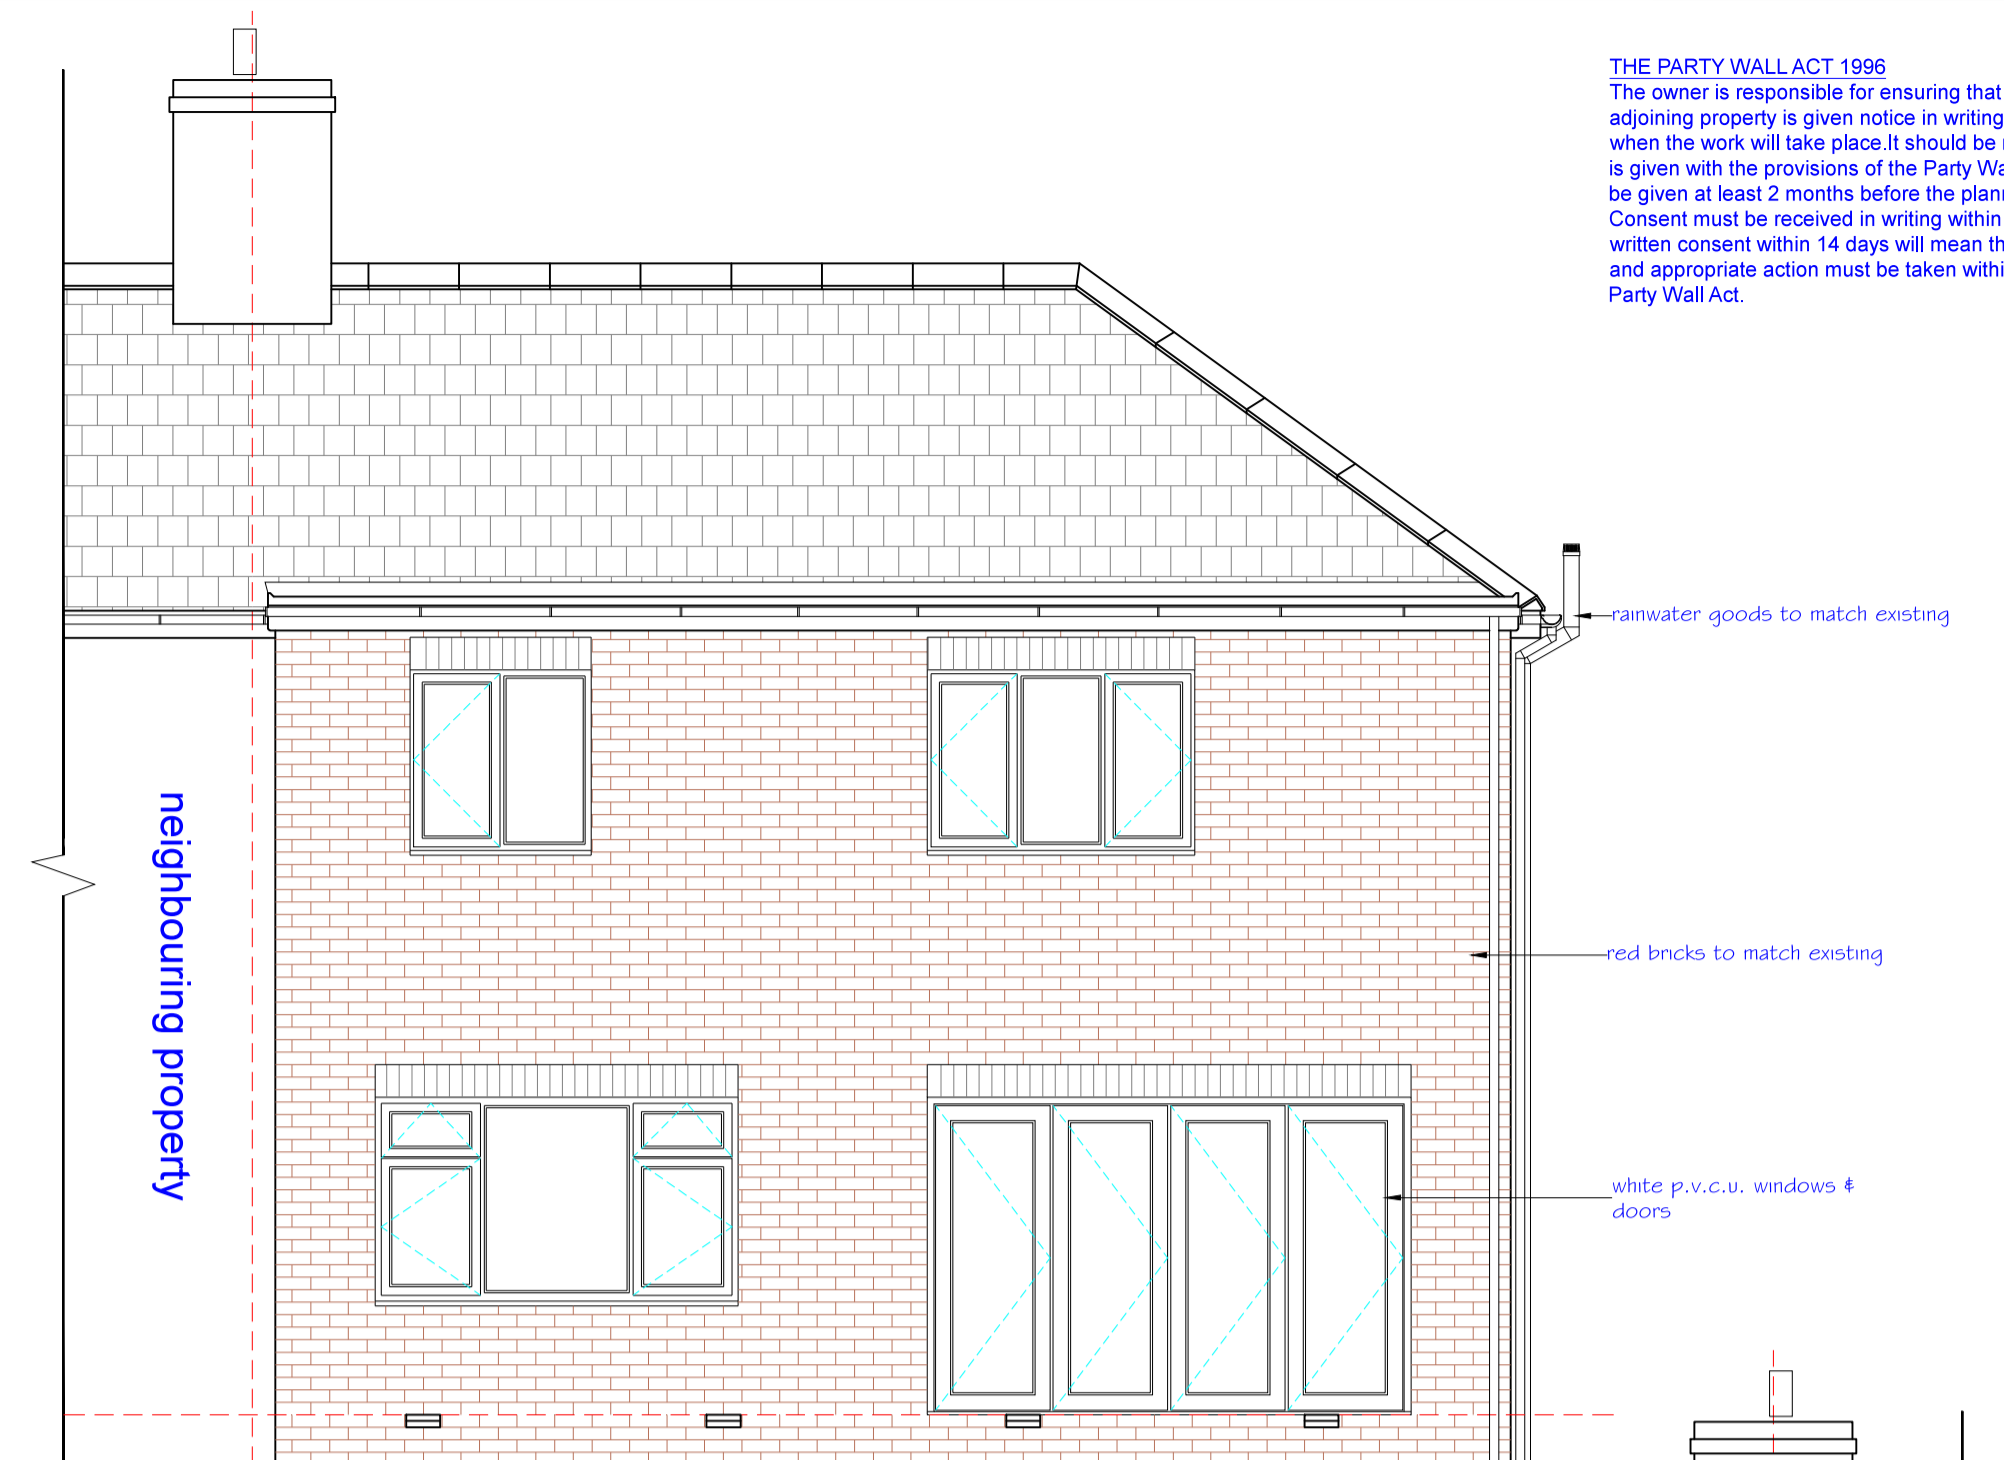 THE PARTY WALL ACT 1996
The owner is responsible for ensuring that
adjoining property is given notice in writing
when the work will take place.It should be
is given with the provisions of the Party
be given at least 2 months before the
Consent must be received in writing within
written consent within 14 days will mean
and appropriate action must be taken
Party Wall Act.
rainwater goods to match existing
neighbouring property
red bricks to match existing
white p.v.c.u. windows &
doors